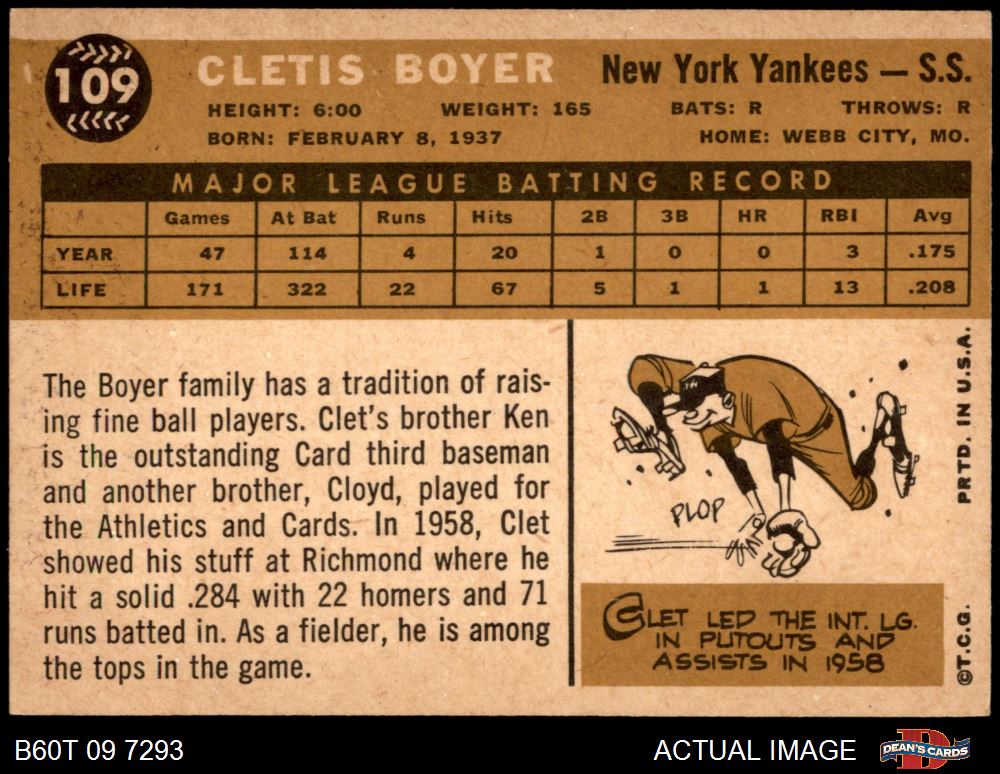 109
CLETIS BOYER New York Yankees — S.S.
HEIGHT: 6:00 WEIGHT: 165 BATS: R THROWS: R
BORN: FEBRUARY 8, 1937 HOME: WEBB CITY, MO.
MAJOR LEAGUE BATTING RECORD
Games At Bat Runs Hits 2B 3B HR RBI Avg
YEAR 47 114 4 20 1 0 0 3 .175
LIFE 171 322 22 67 5 1 1 13 .208
The Boyer family has a tradition of rais-
ing fine ball players. Clet's brother Ken
is the outstanding Card third baseman
and another brother, Cloyd, played for
the Athletics and Cards. In 1958, Clet
showed his stuff at Richmond where he
hit a solid .284 with 22 homers and 71
runs batted in. As a fielder, he is among
the tops in the game.
PLOP
CLET LED THE INT. LG.
IN PUTOUTS AND
ASSISTS IN 1958
PRTD. IN U.S.A.
©T.C.G.
B60T 09 7293 ACTUAL IMAGE
DEAN'S CARDS